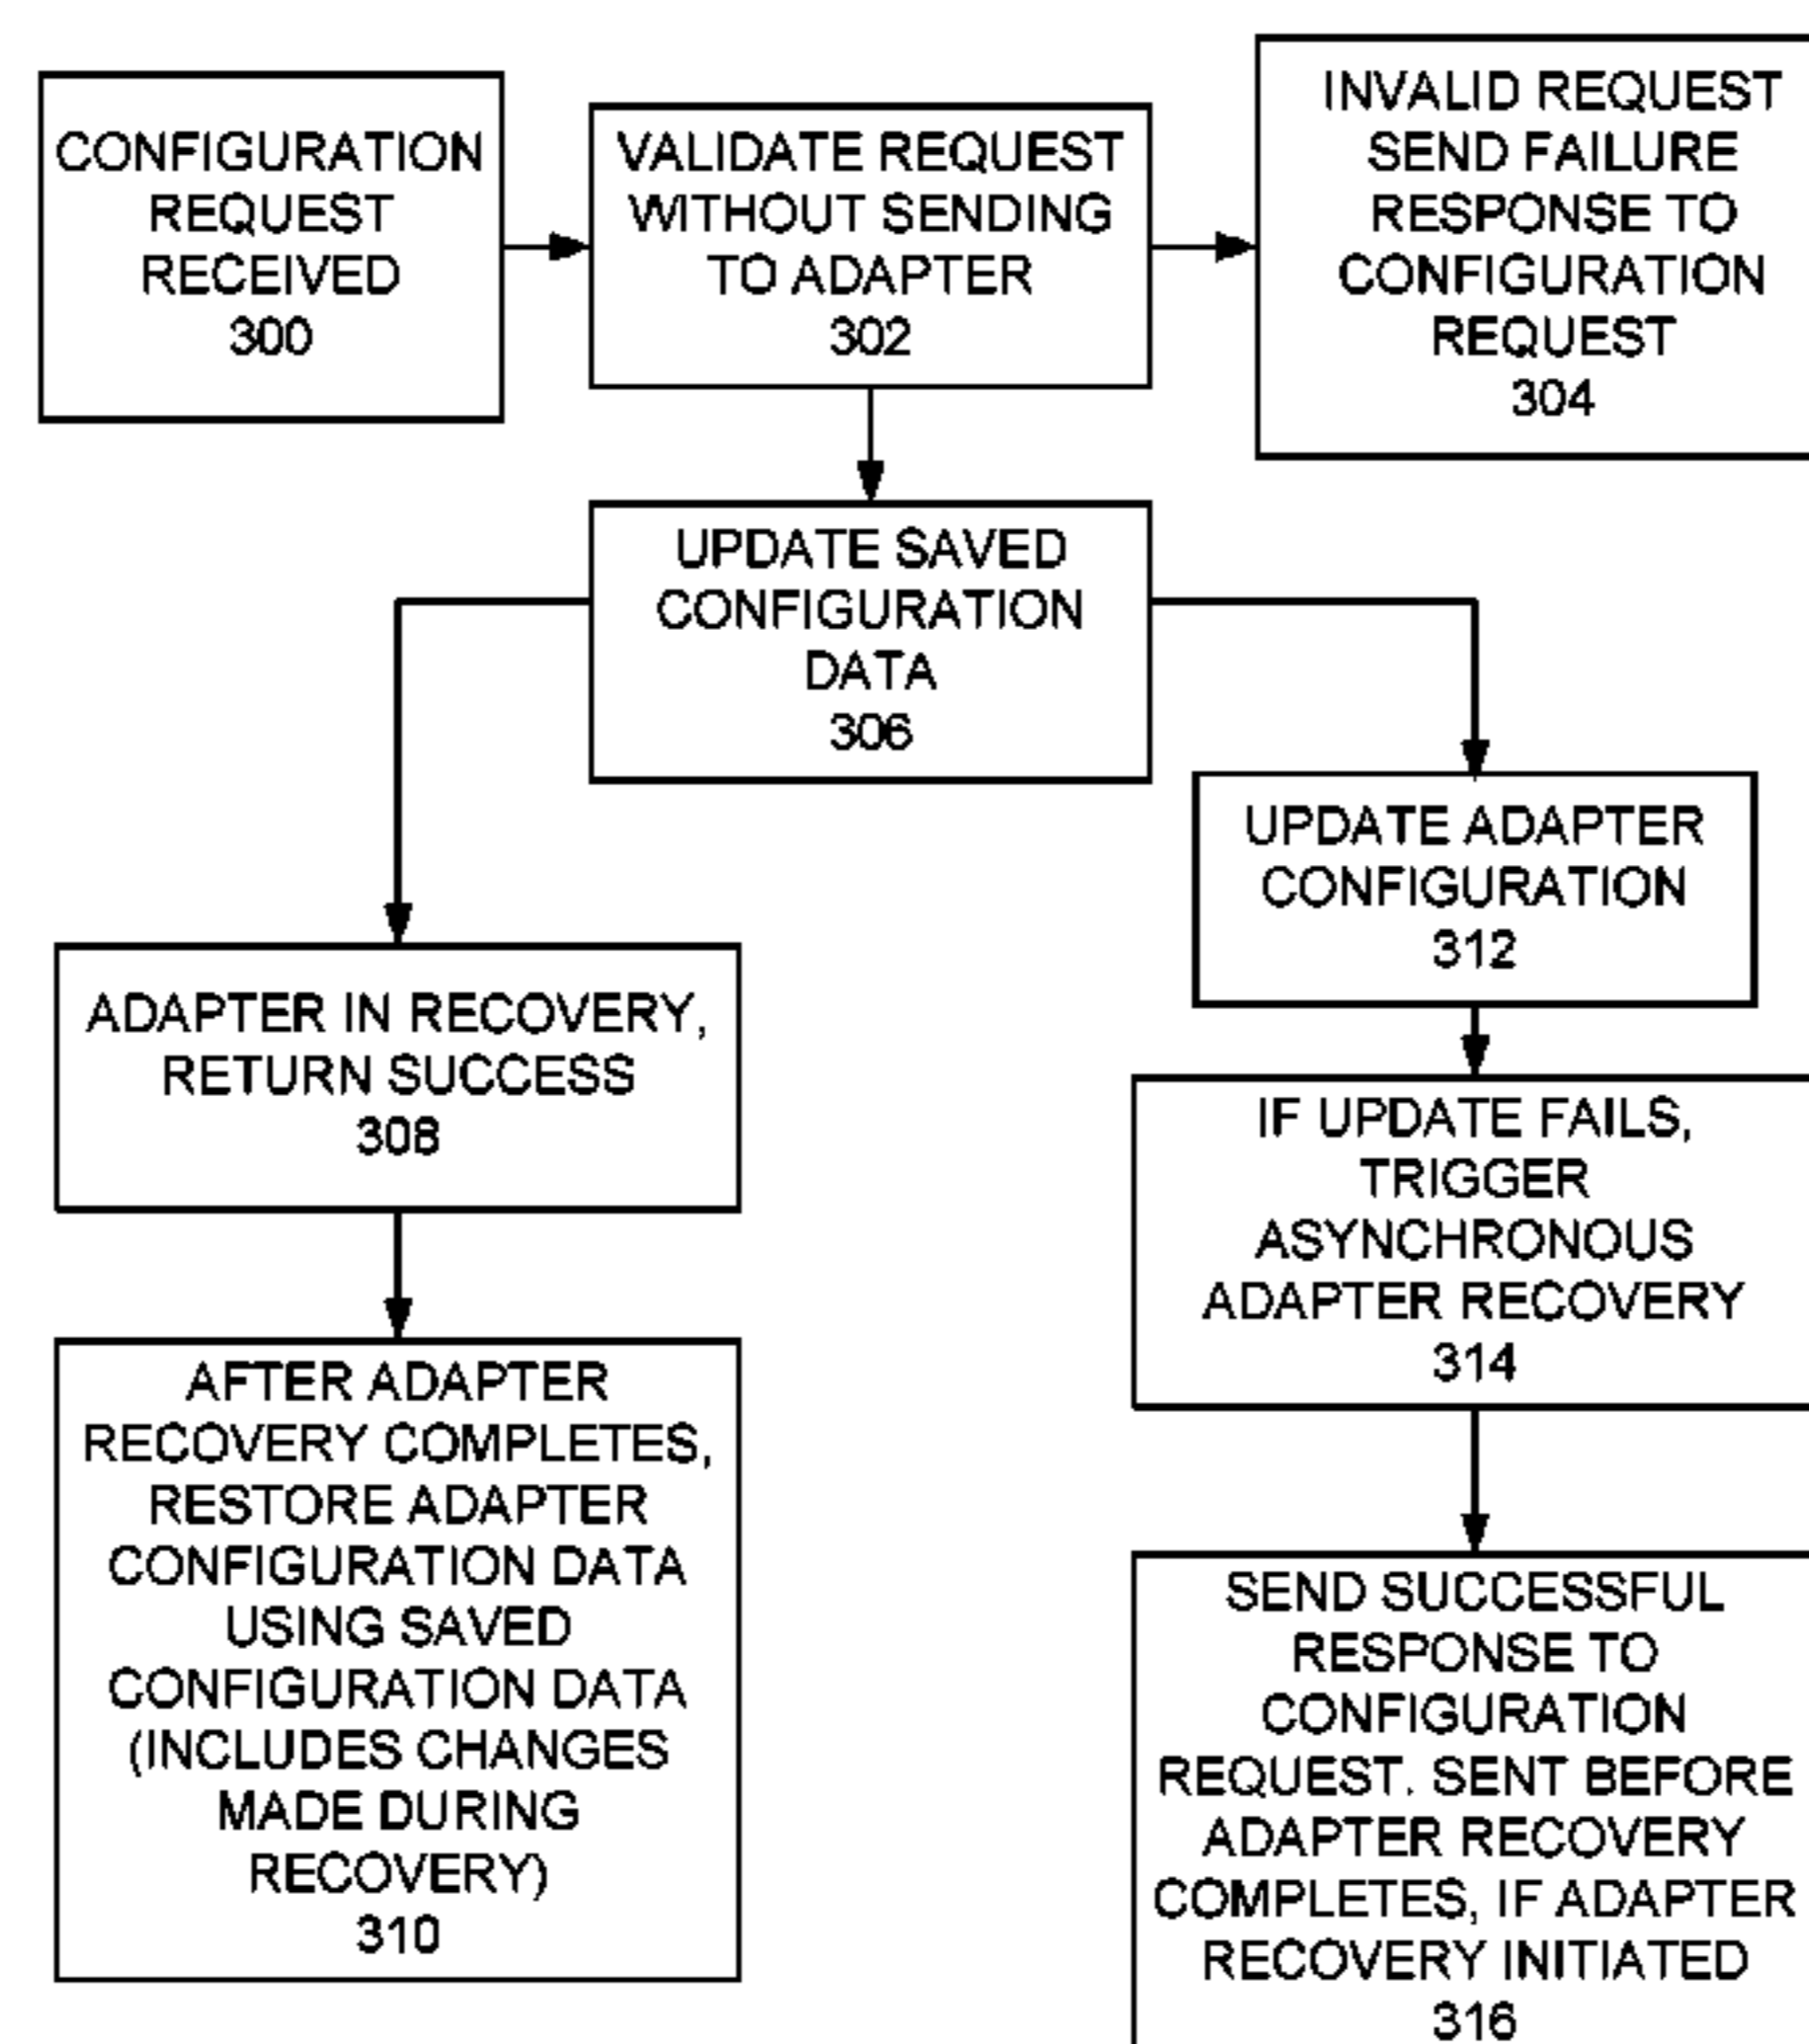 CONFIGURATION
REQUEST
RECEIVED
300
VALIDATE REQUEST
WITHOUT SENDING
TO ADAPTER
302
INVALID REQUEST
SEND FAILURE
RESPONSE TO
CONFIGURATION
REQUEST
304
UPDATE SAVED
CONFIGURATION
DATA
306
ADAPTER IN RECOVERY,
RETURN SUCCESS
308
AFTER ADAPTER
RECOVERY COMPLETES,
RESTORE ADAPTER
CONFIGURATION DATA
USING SAVED
CONFIGURATION DATA
(INCLUDES CHANGES
MADE DURING
RECOVERY)
310
UPDATE ADAPTER
CONFIGURATION
312
IF UPDATE FAILS,
TRIGGER
ASYNCHRONOUS
ADAPTER RECOVERY
314
SEND SUCCESSFUL
RESPONSE TO
CONFIGURATION
REQUEST. SENT BEFORE
ADAPTER RECOVERY
COMPLETES, IF ADAPTER
RECOVERY INITIATED
316